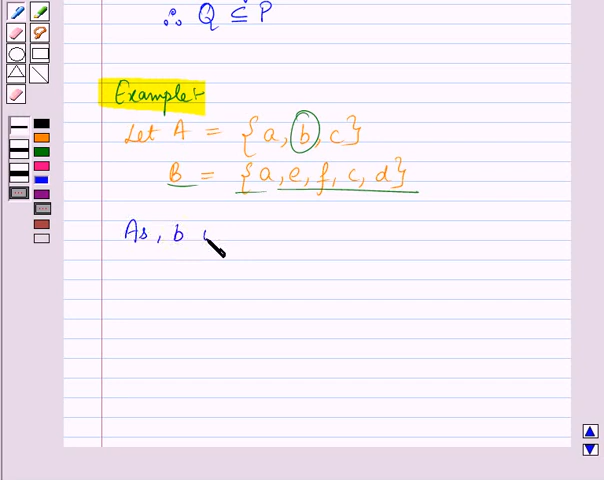 ∴ Q ⊆ P
Example:-
Let A = {a, b, c}
B = {a, e, f, c, d}
As, b